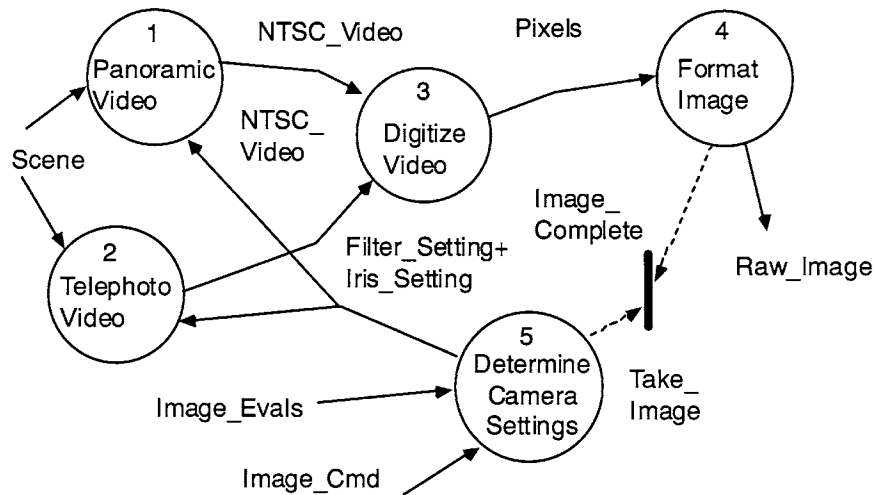 1
Panoramic
Video
NTSC_Video
Pixels
4
Format
Image
3
Digitize
Video
NTSC_
Video
Scene
2
Telephoto
Video
Filter_Setting+
Iris_Setting
Image_
Complete
Raw_Image
5
Determine
Camera
Settings
Take_
Image
Image_Evals
Image_Cmd